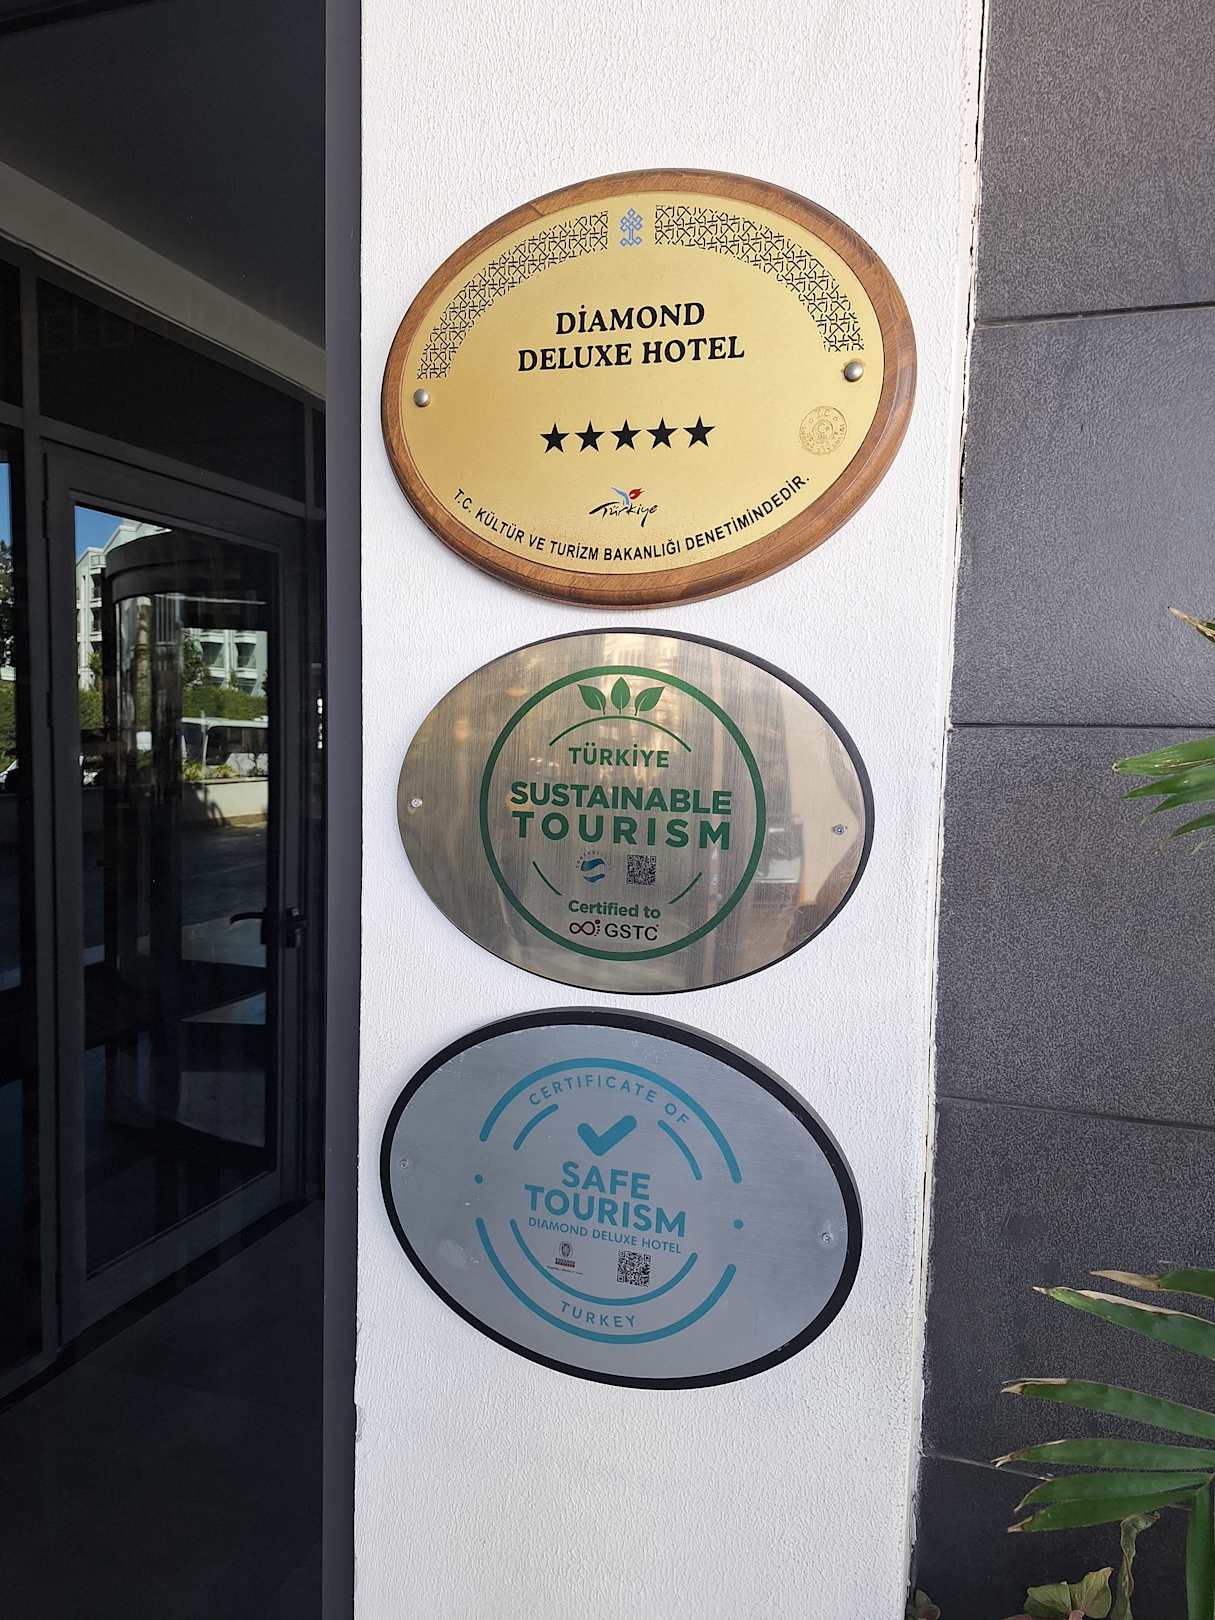 DİAMOND
DELUXE HOTEL
Türkiye
T.C. KÜLTÜR VE TURİZM BAKANLIĞI DENETİMİNDEDİR.
TÜRKİYE
SUSTAINABLE
TOURISM
Certified to
GSTC
CERTIFICATE OF
SAFE
TOURISM
DIAMOND DELUXE HOTEL
TURKEY